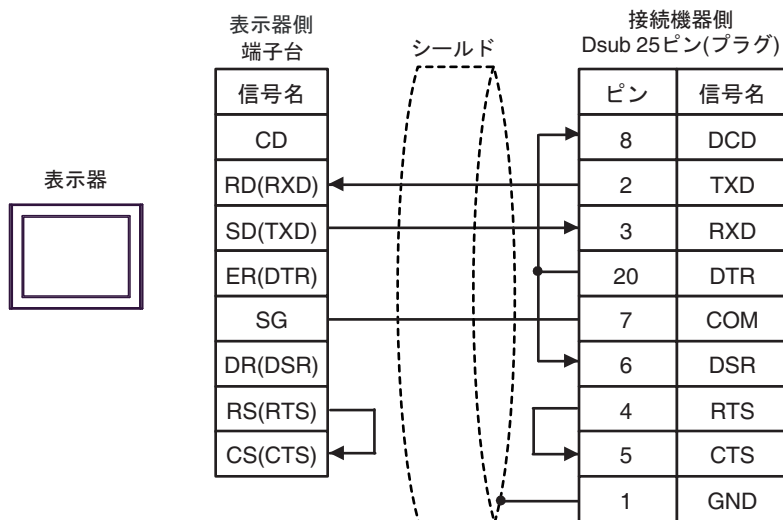 表示器側
端子台
シールド
接続機器側
Dsub 25ピン(プラグ)
表示器
信号名
CD
RD(RXD)
SD(TXD)
ER(DTR)
SG
DR(DSR)
RS(RTS)
CS(CTS)
ピン 信号名
8 DCD
2 TXD
3 RXD
20 DTR
7 COM
6 DSR
4 RTS
5 CTS
1 GND